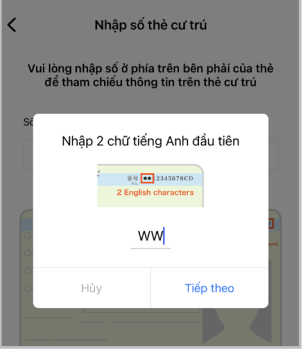 Nhập số thẻ cư trú
Vui lòng nhập số ở phía trên bên phải của thẻ
để tham chiếu thông tin trên thẻ cư trú
Số
Nhập 2 chữ tiếng Anh đầu tiên
2345678CD
No.
2 English characters
WW
Hủy
Tiếp theo